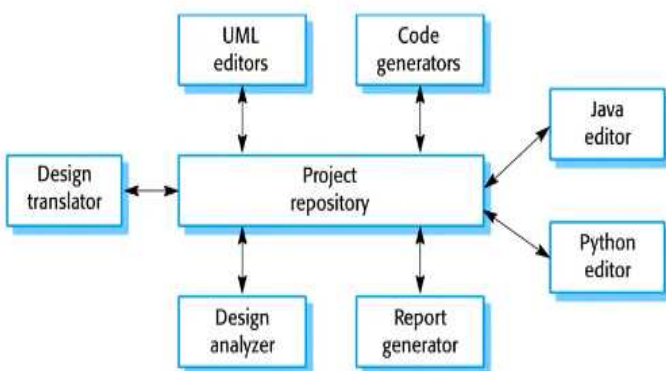 UML
editors
Code
generators
Java
editor
Design
translator
Project
repository
Python
editor
Design
analyzer
Report
generator